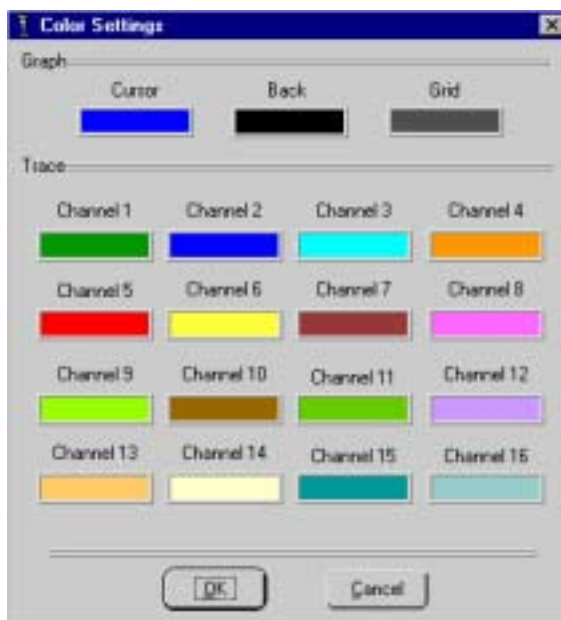 Color Settings
Graph
Cursor Back Grid
Trace
Channel 1 Channel 2 Channel 3 Channel 4
Channel 5 Channel 6 Channel 7 Channel 8
Channel 9 Channel 10 Channel 11 Channel 12
Channel 13 Channel 14 Channel 15 Channel 16
OK Cancel